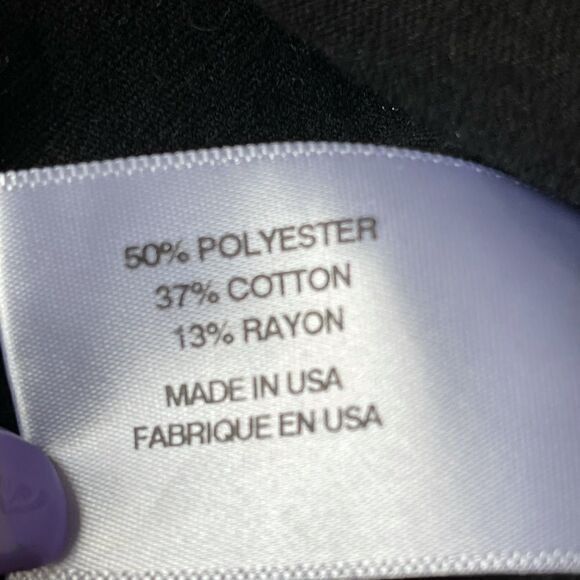 50% POLYESTER
37% COTTON
13% RAYON
MADE IN USA
FABRIQUE EN USA